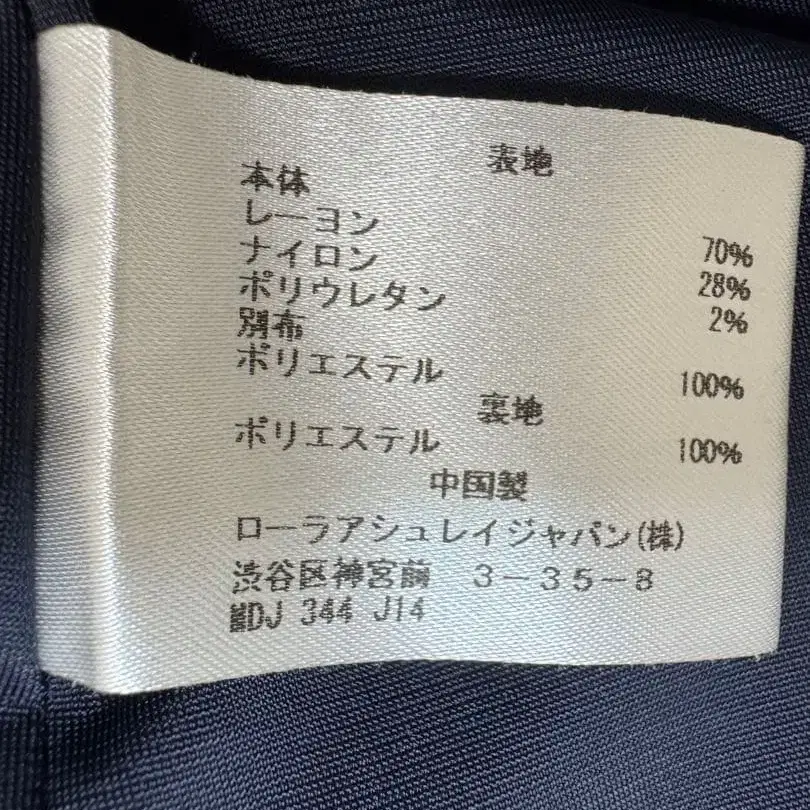 表地
本体
レーヨン 70%
ナイロン 28%
ポリウレタン 2%
別布
ポリエステル 100%
裏地
ポリエステル 100%
中国製
ローラアシュレイジャパン(株)
渋谷区神宮前 3-35-8
DJ 344 J14